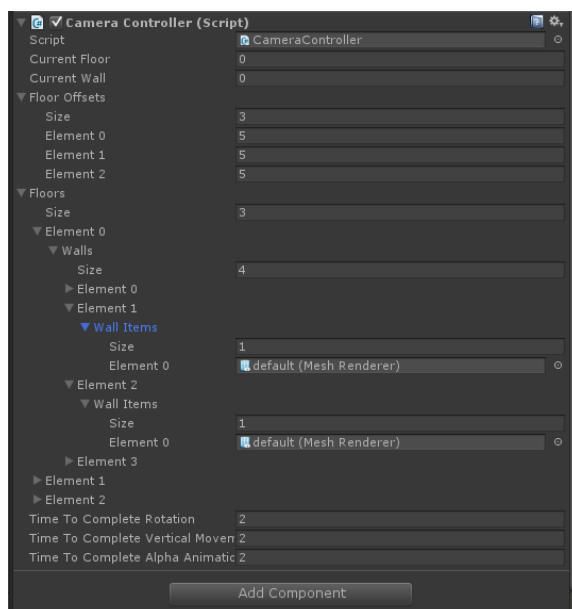 Camera Controller (Script)
Script CameraController
Current Floor 0
Current Wall 0
Floor Offsets
Size 3
Element 0 5
Element 1 5
Element 2 5
Floors
Size 3
Element 0
Walls
Size 4
Element 0
Element 1
Wall Items
Size 1
Element 0 default (Mesh Renderer)
Element 2
Wall Items
Size 1
Element 0 default (Mesh Renderer)
Element 3
Element 1
Element 2
Time To Complete Rotation 2
Time To Complete Vertical Movem 2
Time To Complete Alpha Animatic 2
Add Component